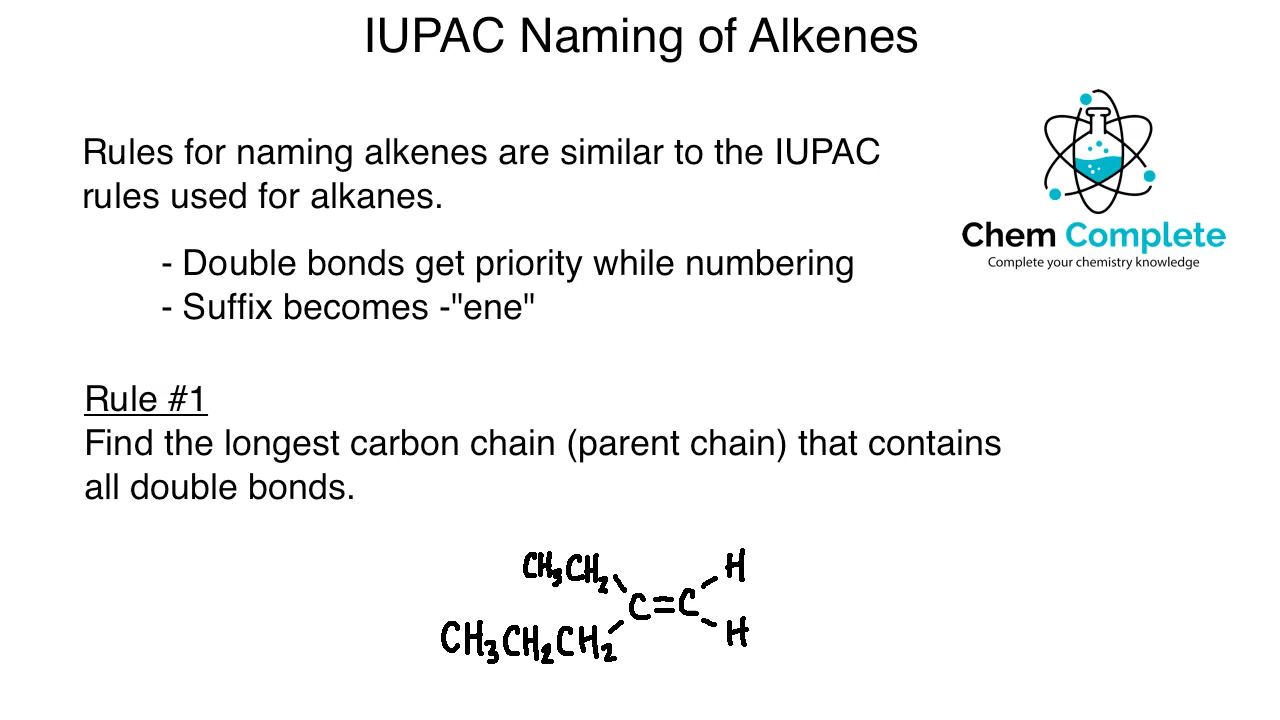 IUPAC Naming of Alkenes
Rules for naming alkenes are similar to the IUPAC
rules used for alkanes.
- Double bonds get priority while numbering
- Suffix becomes -"ene"
Chem Complete
Complete your chemistry knowledge
Rule #1
Find the longest carbon chain (parent chain) that contains
all double bonds.
CH₃CH₂ H
C=C
CH₃CH₂CH₂ H